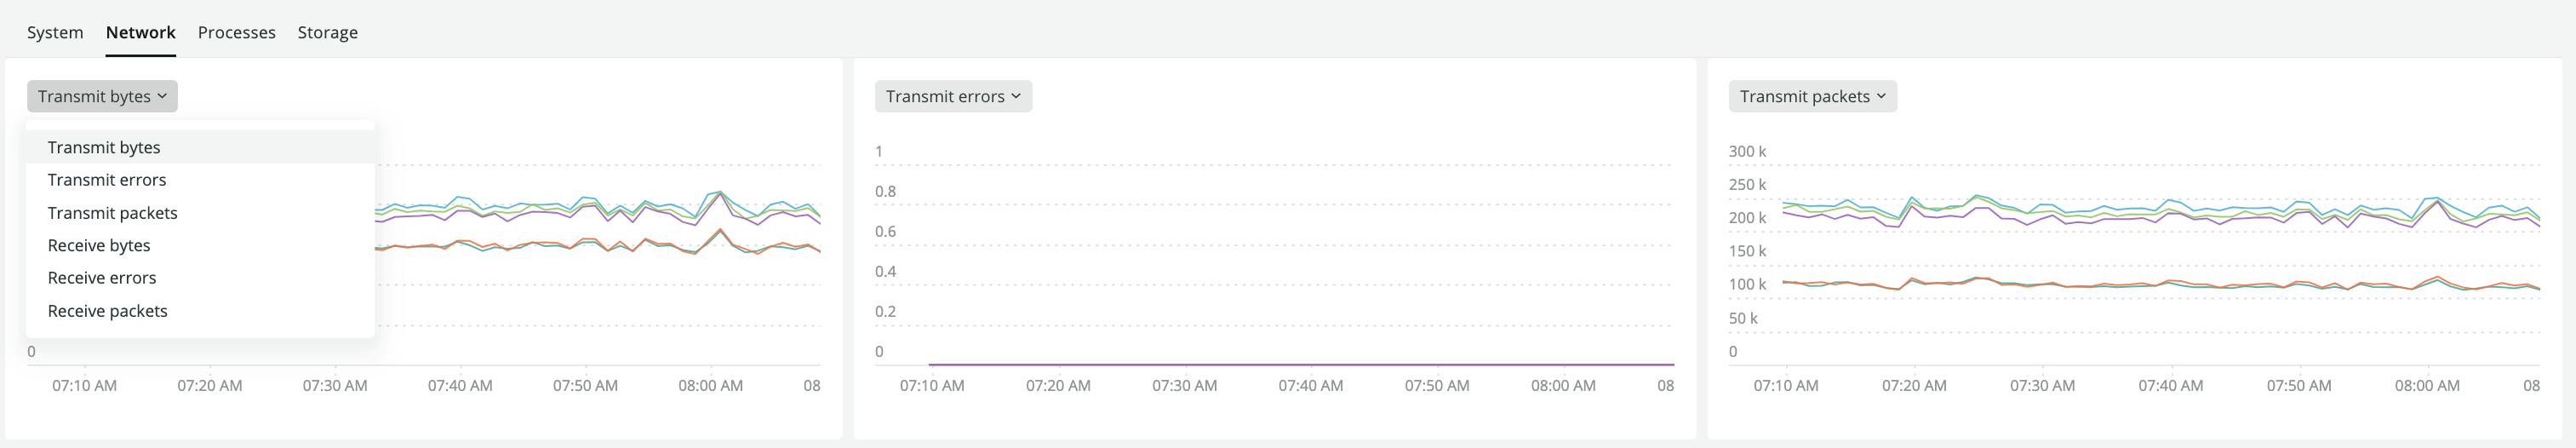 System Network Processes Storage
Transmit bytes
Transmit bytes
Transmit errors
Transmit packets
Receive bytes
Receive errors
Receive packets
0
07:10 AM 07:20 AM 07:30 AM 07:40 AM 07:50 AM 08:00 AM 08
Transmit errors
1
0.8
0.6
0.4
0.2
0
07:10 AM 07:20 AM 07:30 AM 07:40 AM 07:50 AM 08:00 AM 08
Transmit packets
300 k
250 k
200 k
150 k
100 k
50 k
0
07:10 AM 07:20 AM 07:30 AM 07:40 AM 07:50 AM 08:00 AM 08